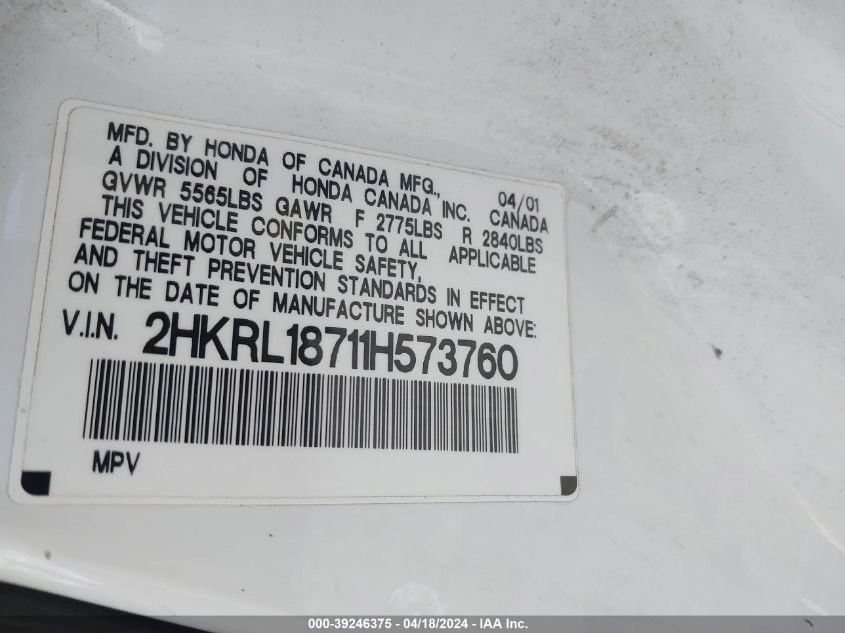 MFD. BY HONDA OF CANADA MFG., 04/01
A DIVISION OF HONDA CANADA INC. CANADA
GVWR 5565LBS GAWR F 2775LBS R 2840LBS
THIS VEHICLE CONFORMS TO ALL APPLICABLE
FEDERAL MOTOR VEHICLE SAFETY,
AND THEFT PREVENTION STANDARDS IN EFFECT
ON THE DATE OF MANUFACTURE SHOWN ABOVE:
V.I.N. 2HKRL18711H573760
MPV
000-39246375 - 04/18/2024 - IAA Inc.